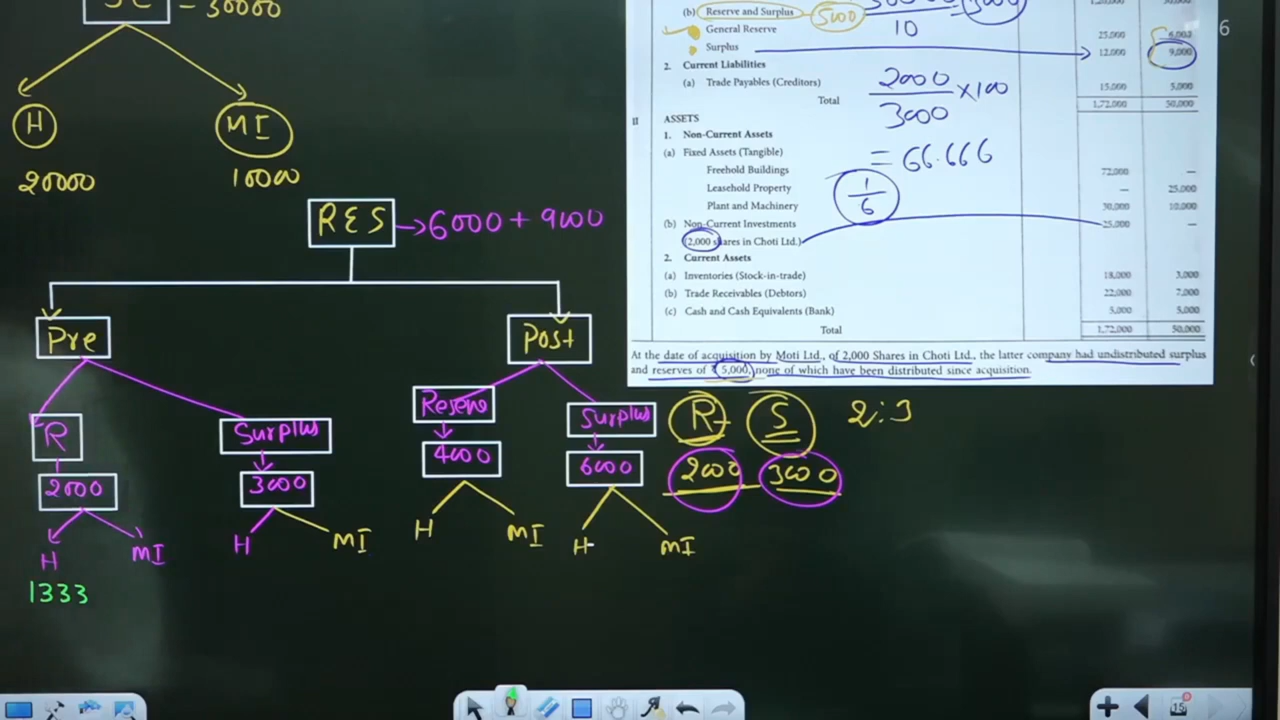 SC - 30000
H
MI
20000
10000
RES → 6000 + 9000
Pre
Post
R
Surplus
Reserve
Surplus
2000
3000
4000
6000
H
MI
H
MI
H
MI
H
MI
1333
R
S
2:3
2000
3000
(b) Reserve and Surplus
5000
10
General Reserve 25,000 6,000
Surplus 12,000 9,000
2. Current Liabilities
(a) Trade Payables (Creditors) 15,000 5,000
Total 1,72,000 50,000
2000
3000
×100
= 66.666
1
6
II ASSETS
1. Non-Current Assets
(a) Fixed Assets (Tangible)
Freehold Buildings 72,000 —
Leasehold Property — 25,000
Plant and Machinery 30,000 10,000
(b) Non-Current Investments 25,000 —
(2,000 shares in Choti Ltd.)
2. Current Assets
(a) Inventories (Stock-in-trade) 18,000 3,000
(b) Trade Receivables (Debtors) 22,000 7,000
(c) Cash and Cash Equivalents (Bank) 5,000 5,000
Total 1,72,000 50,000
At the date of acquisition by Moti Ltd., of 2,000 Shares in Choti Ltd., the latter company had undistributed surplus
and reserves of ₹ 5,000, none of which have been distributed since acquisition.
6
15